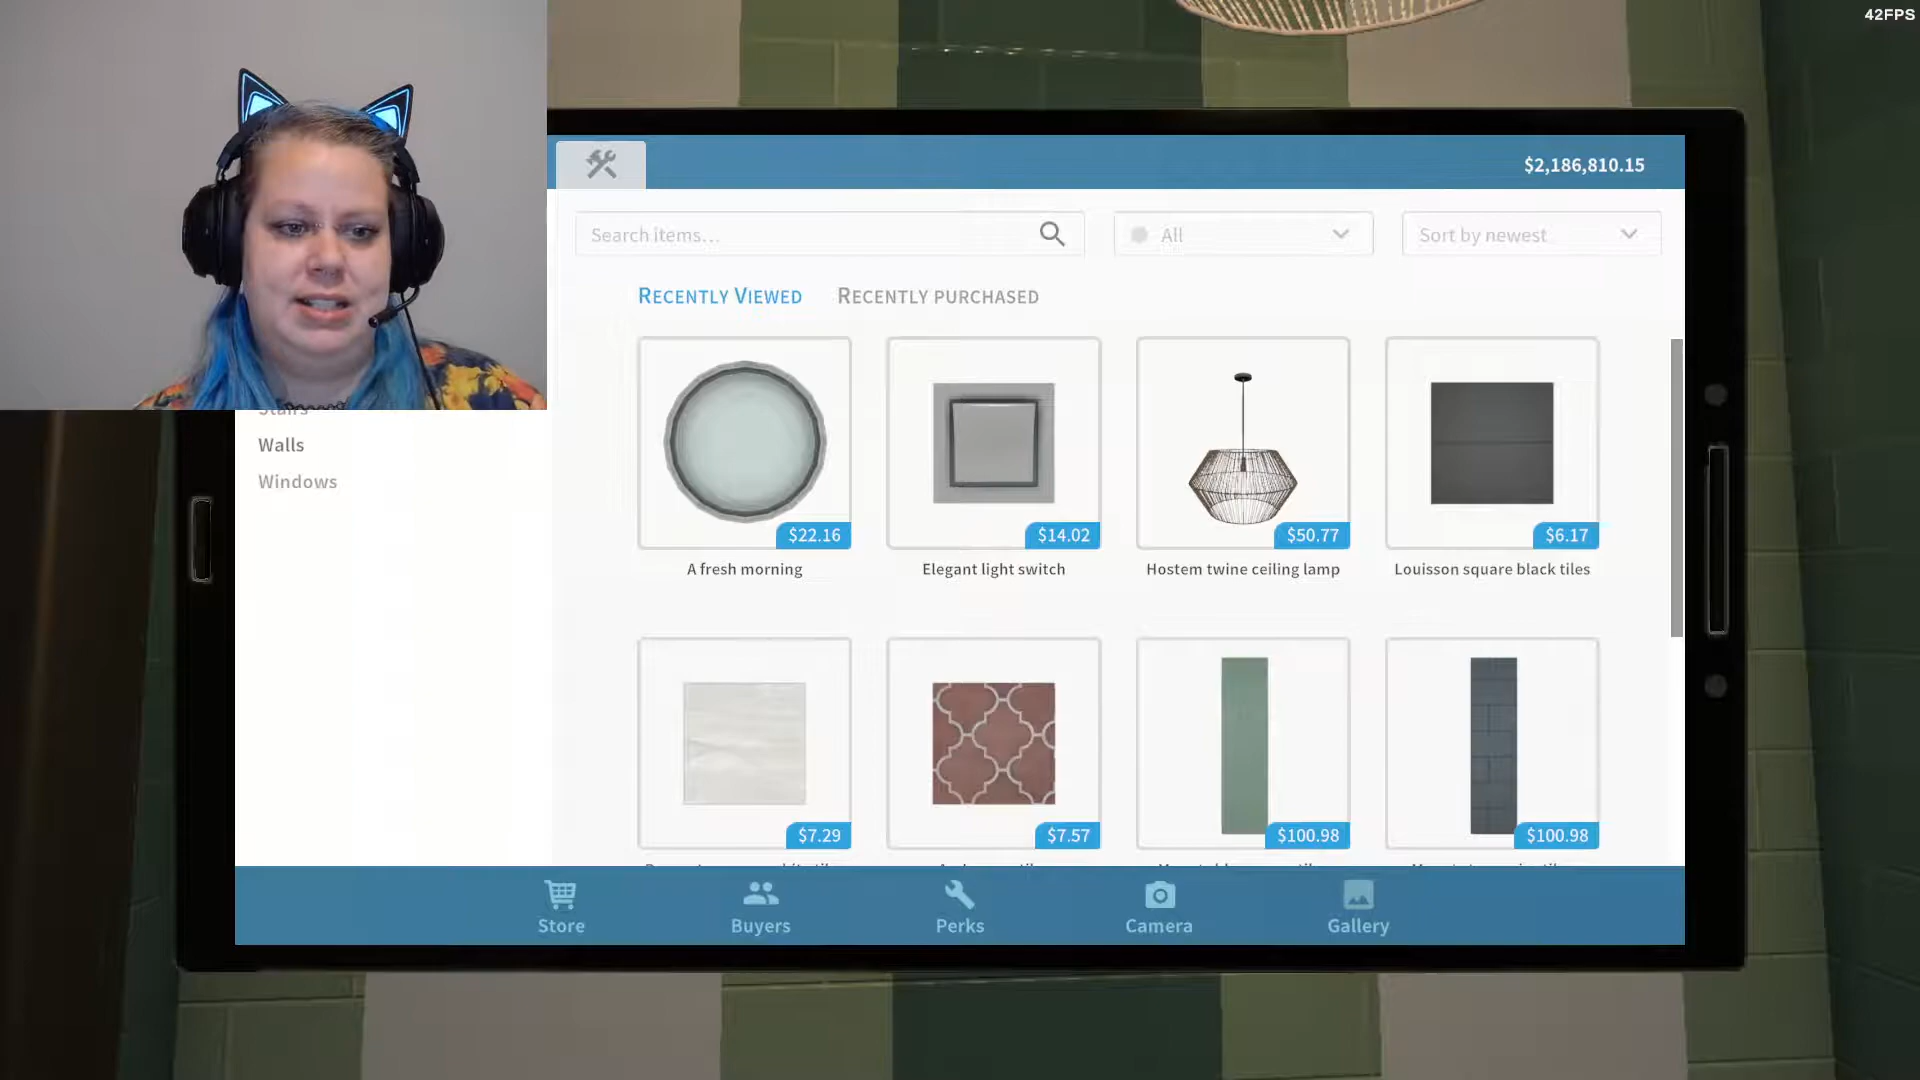 42FPS
$2,186,810.15
Search items...
All
Sort by newest
RECENTLY VIEWED
RECENTLY PURCHASED
Stairs
Walls
Windows
$22.16
$14.02
$50.77
$6.17
A fresh morning
Elegant light switch
Hostem twine ceiling lamp
Louisson square black tiles
$7.29
$7.57
$100.98
$100.98
Store
Buyers
Perks
Camera
Gallery